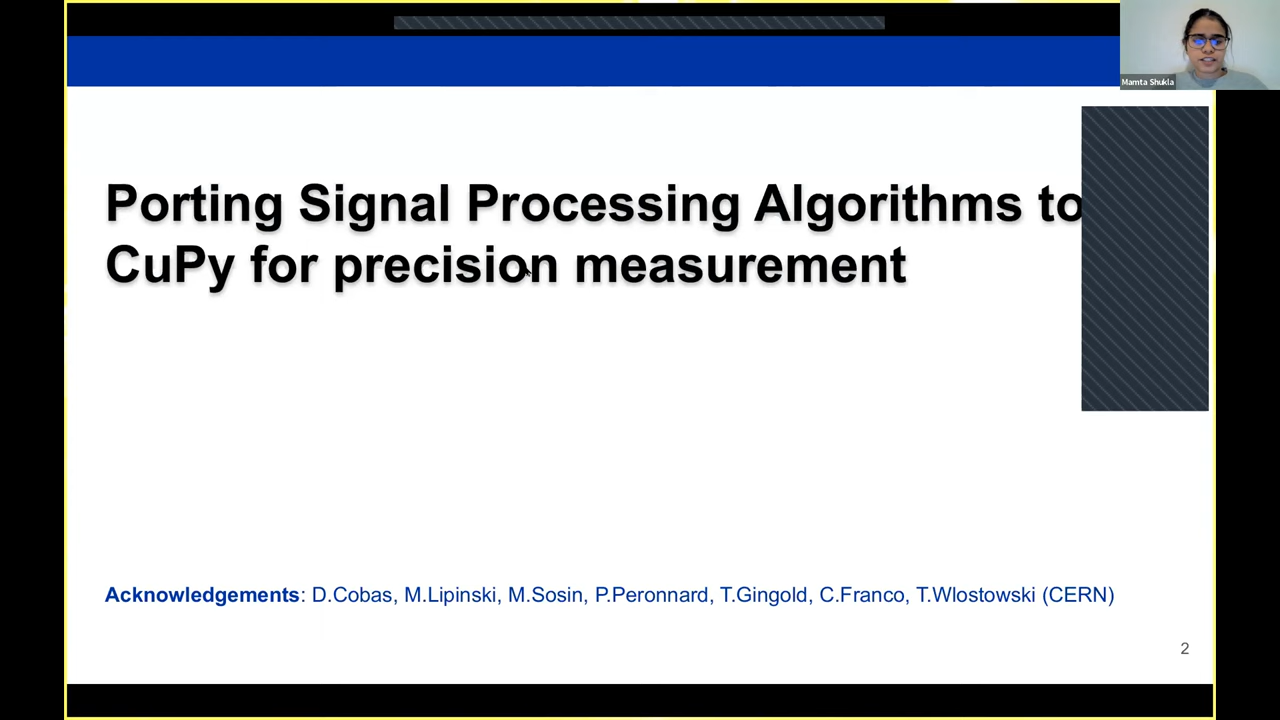 Mamta Shukla
Porting Signal Processing Algorithms to
CuPy for precision measurement
Acknowledgements: D.Cobas, M.Lipinski, M.Sosin, P.Peronnard, T.Gingold, C.Franco, T.Wlostowski (CERN)
2